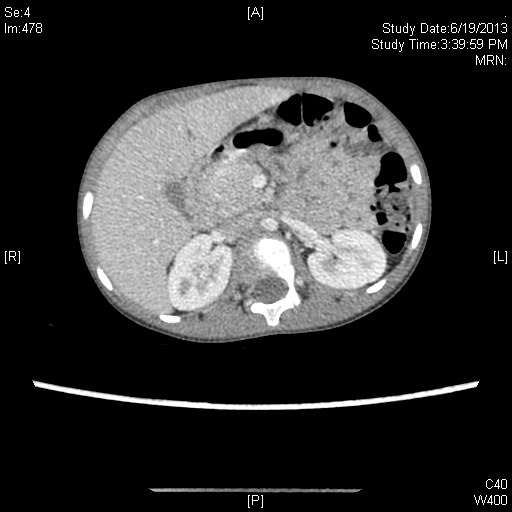 Se:4
Im:478
[A]
Study Date:6/19/2013
Study Time:3:39:59 PM
MRN:
[R]
[L]
[P]
C40
W400